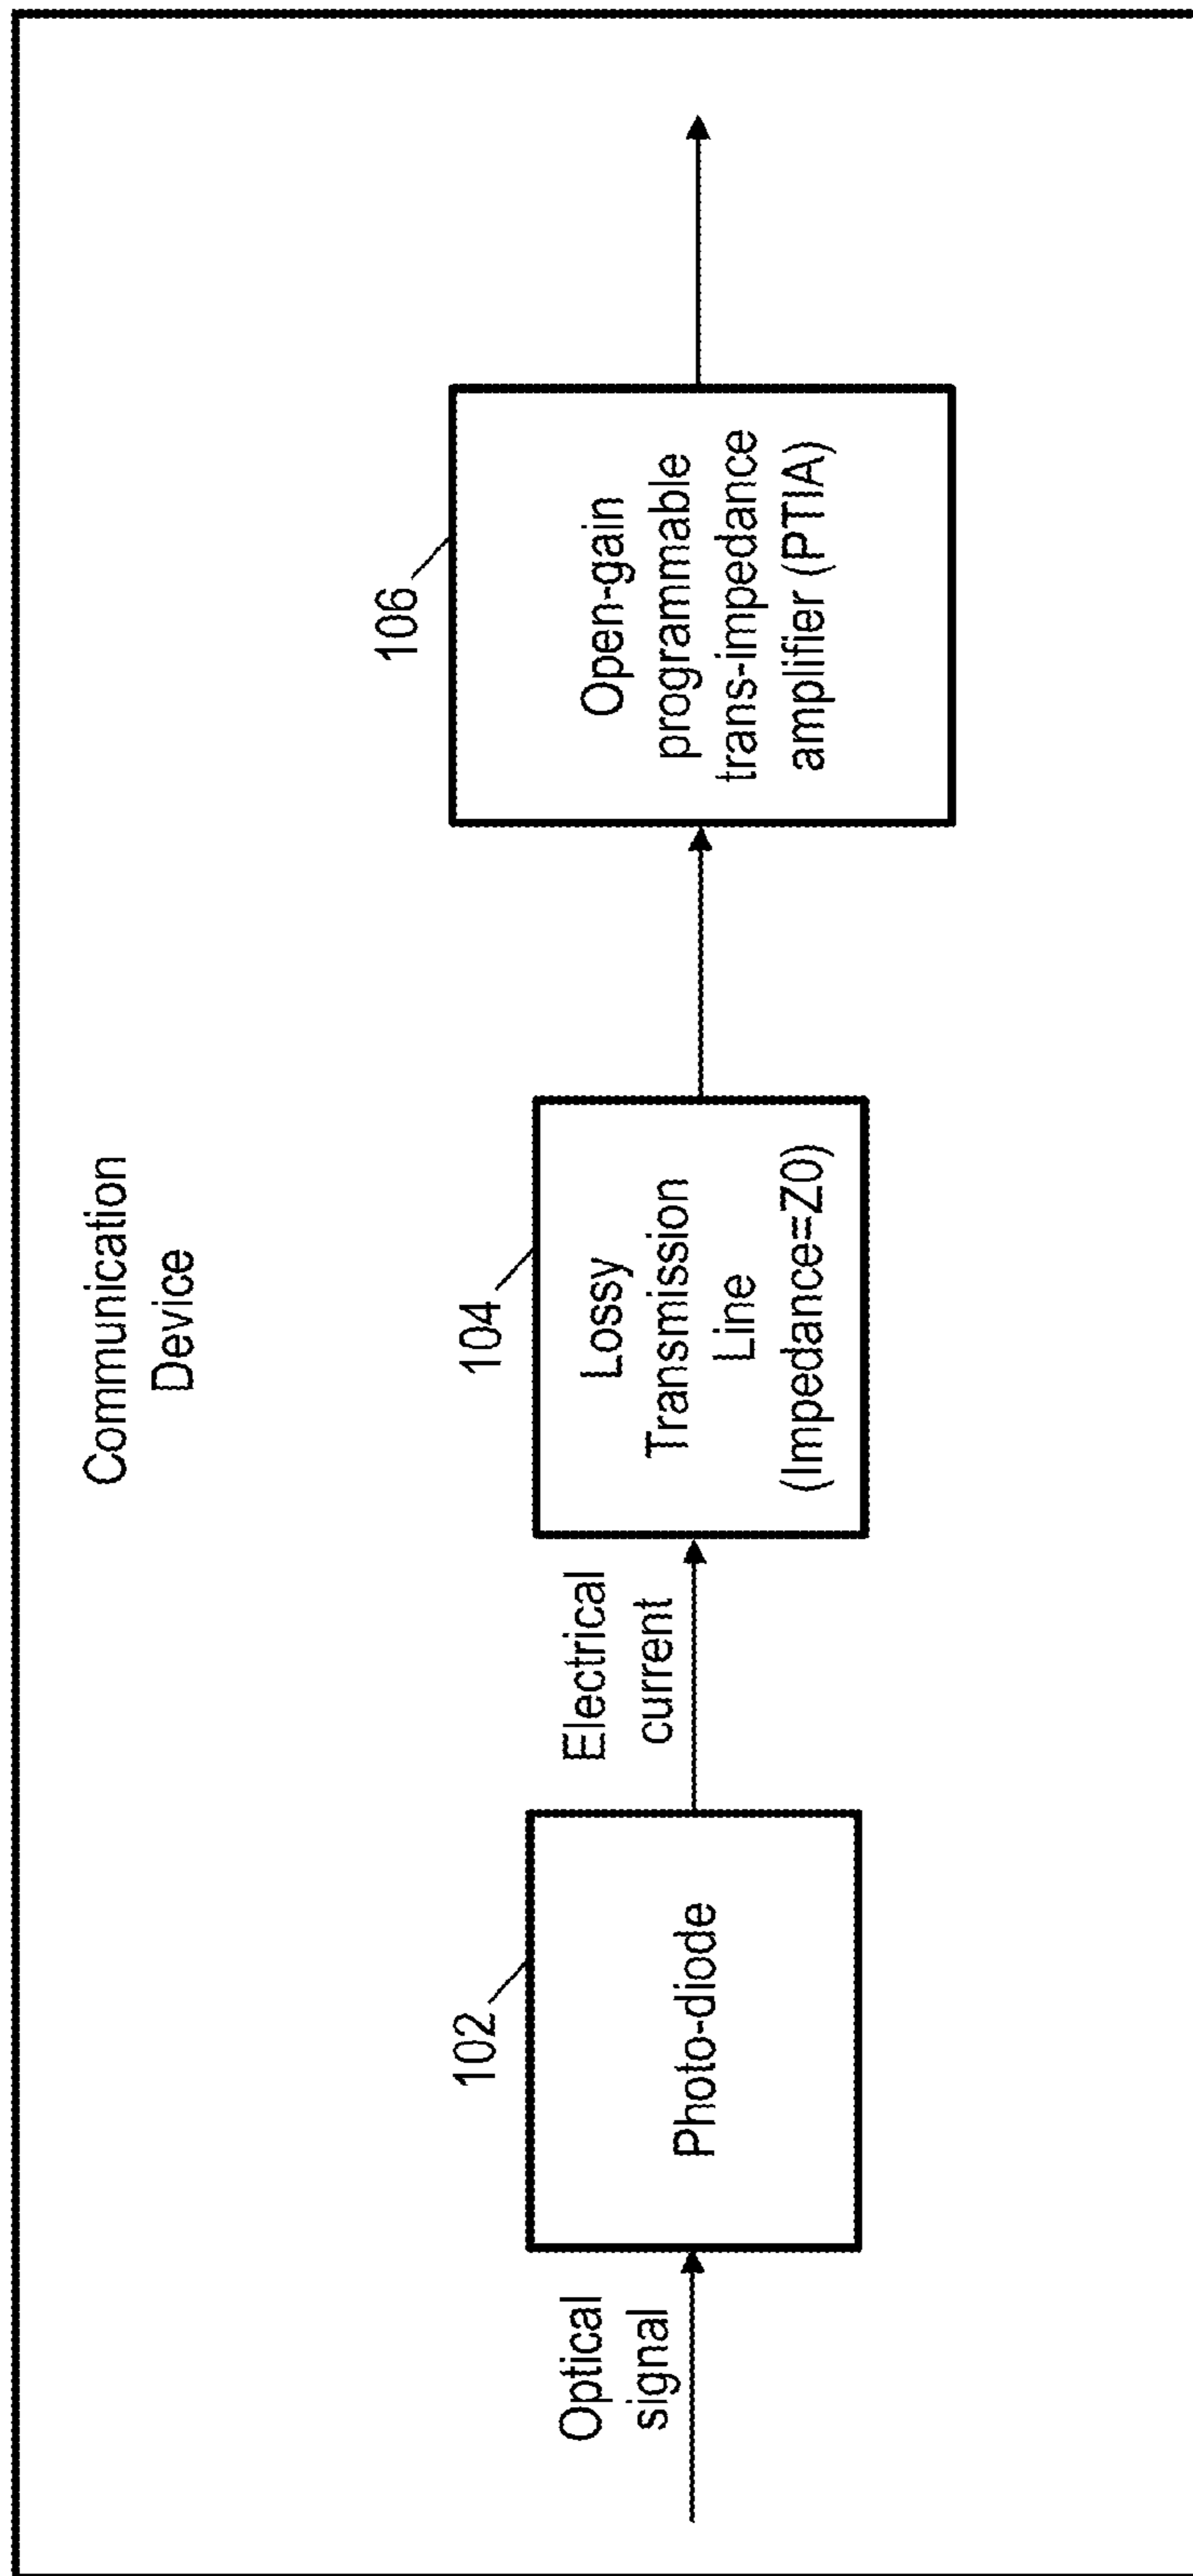 Communication
Device
Optical
signal
102
Photo-diode
Electrical
current
104
Lossy
Transmission
Line
(Impedance=Z0)
106
Open-gain
programmable
trans-impedance
amplifier (PTIA)